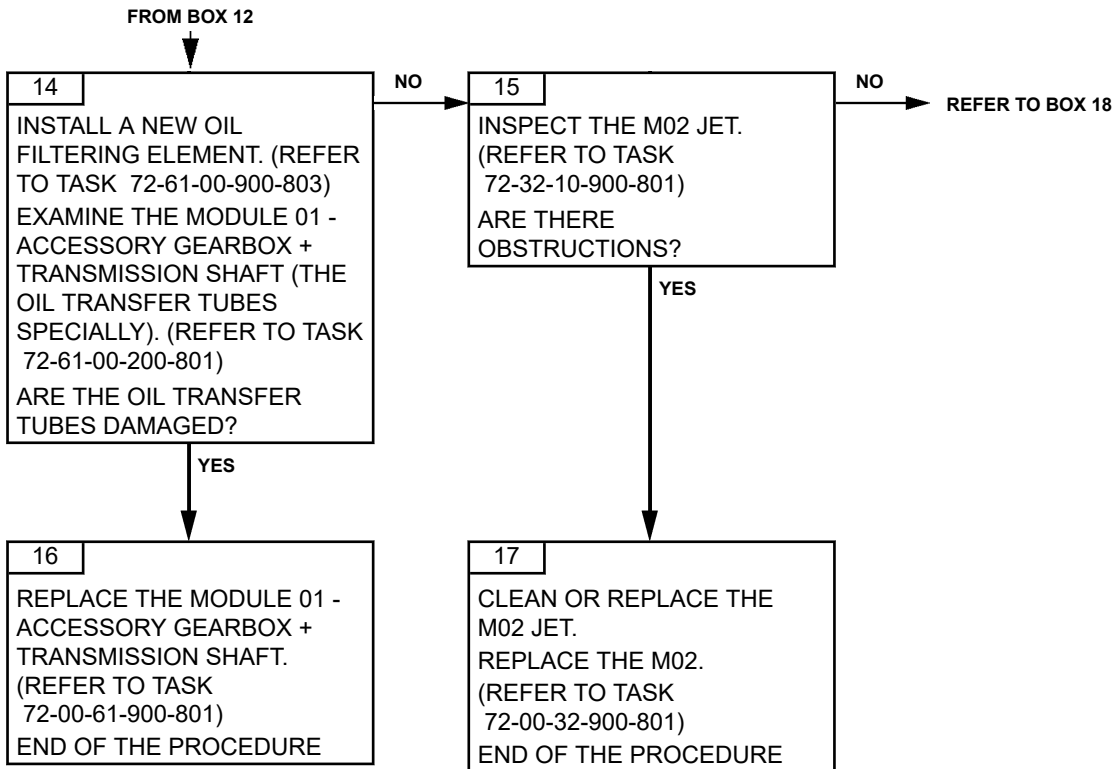 FROM BOX 12
14
INSTALL A NEW OIL
FILTERING ELEMENT. (REFER
TO TASK 72-61-00-900-803)
EXAMINE THE MODULE 01 -
ACCESSORY GEARBOX +
TRANSMISSION SHAFT (THE
OIL TRANSFER TUBES
SPECIALLY). (REFER TO TASK
72-61-00-200-801)
ARE THE OIL TRANSFER
TUBES DAMAGED?
NO
15
INSPECT THE M02 JET.
(REFER TO TASK
72-32-10-900-801)
ARE THERE
OBSTRUCTIONS?
NO
REFER TO BOX 18
YES
YES
16
REPLACE THE MODULE 01 -
ACCESSORY GEARBOX +
TRANSMISSION SHAFT.
(REFER TO TASK
72-00-61-900-801)
END OF THE PROCEDURE
17
CLEAN OR REPLACE THE
M02 JET.
REPLACE THE M02.
(REFER TO TASK
72-00-32-900-801)
END OF THE PROCEDURE